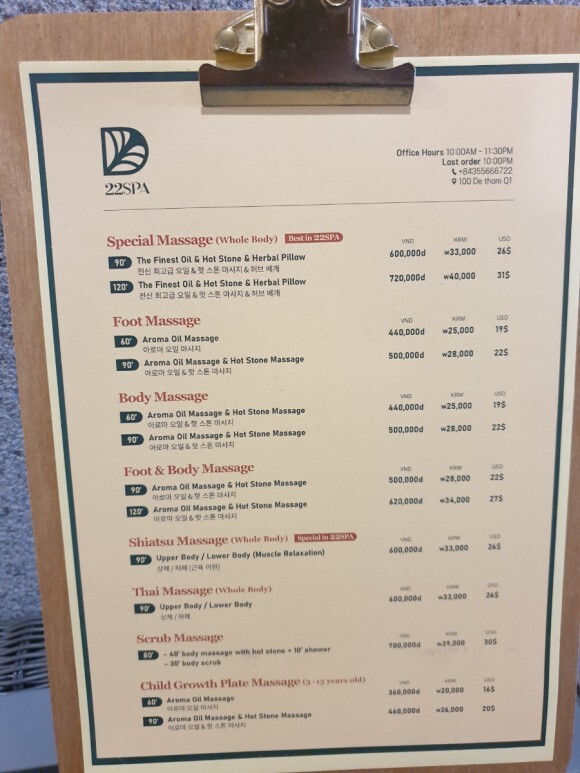 22SPA
Office Hours 10:00AM - 11:30PM
Last order 10:00PM
+84355666722
100 De tham Q1
Special Massage (Whole Body) Best in 22SPA VND KRW USD
90' The Finest Oil & Hot Stone & Herbal Pillow 600,000đ ₩33,000 26$
전신 최고급 오일 & 핫 스톤 마사지 & 허브 베개
120' The Finest Oil & Hot Stone & Herbal Pillow 720,000đ ₩40,000 31$
전신 최고급 오일 & 핫 스톤 마사지 & 허브 베개
Foot Massage VND KRW USD
60' Aroma Oil Massage 440,000đ ₩25,000 19$
아로마 오일 마사지
90' Aroma Oil Massage & Hot Stone Massage 500,000đ ₩28,000 22$
아로마 오일 & 핫 스톤 마사지
Body Massage VND KRW USD
60' Aroma Oil Massage & Hot Stone Massage 440,000đ ₩25,000 19$
아로마 오일 & 핫 스톤 마사지
90' Aroma Oil Massage & Hot Stone Massage 500,000đ ₩28,000 22$
아로마 오일 & 핫 스톤 마사지
Foot & Body Massage VND KRW USD
90' Aroma Oil Massage & Hot Stone Massage 500,000đ ₩28,000 22$
아로마 오일 & 핫 스톤 마사지
120' Aroma Oil Massage & Hot Stone Massage 620,000đ ₩34,000 27$
아로마 오일 & 핫 스톤 마사지
Shiatsu Massage (Whole Body) Special in 22SPA VND KRW USD
90' Upper Body / Lower Body (Muscle Relaxation) 600,000đ ₩33,000 26$
상체 / 하체 (근육 이완)
Thai Massage (Whole Body) VND KRW USD
90' Upper Body / Lower Body 600,000đ ₩33,000 26$
상체 / 하체
Scrub Massage VND KRW USD
80' - 40' body massage with hot stone + 10' shower 700,000đ ₩39,000 30$
- 30' body scrub
Child Growth Plate Massage (3-13 years old) VND KRW USD
60' Aroma Oil Massage 360,000đ ₩20,000 16$
아로마 오일 마사지
90' Aroma Oil Massage & Hot Stone Massage 460,000đ ₩26,000 20$
아로마 오일 & 핫 스톤 마사지